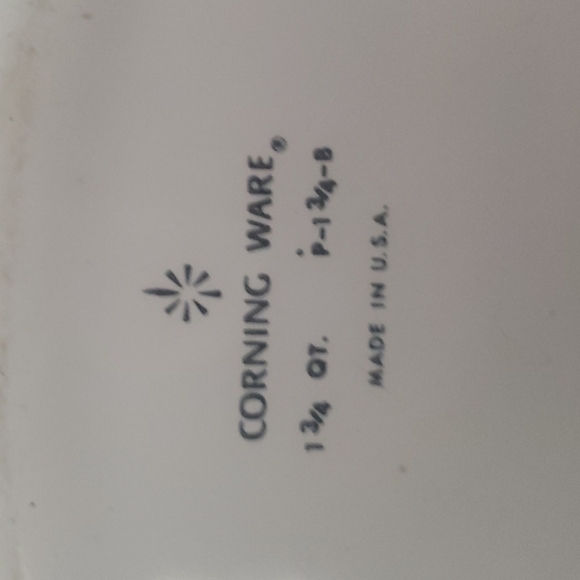 CORNING WARE®
1 3/4 QT. P-1 3/4-B
MADE IN U.S.A.